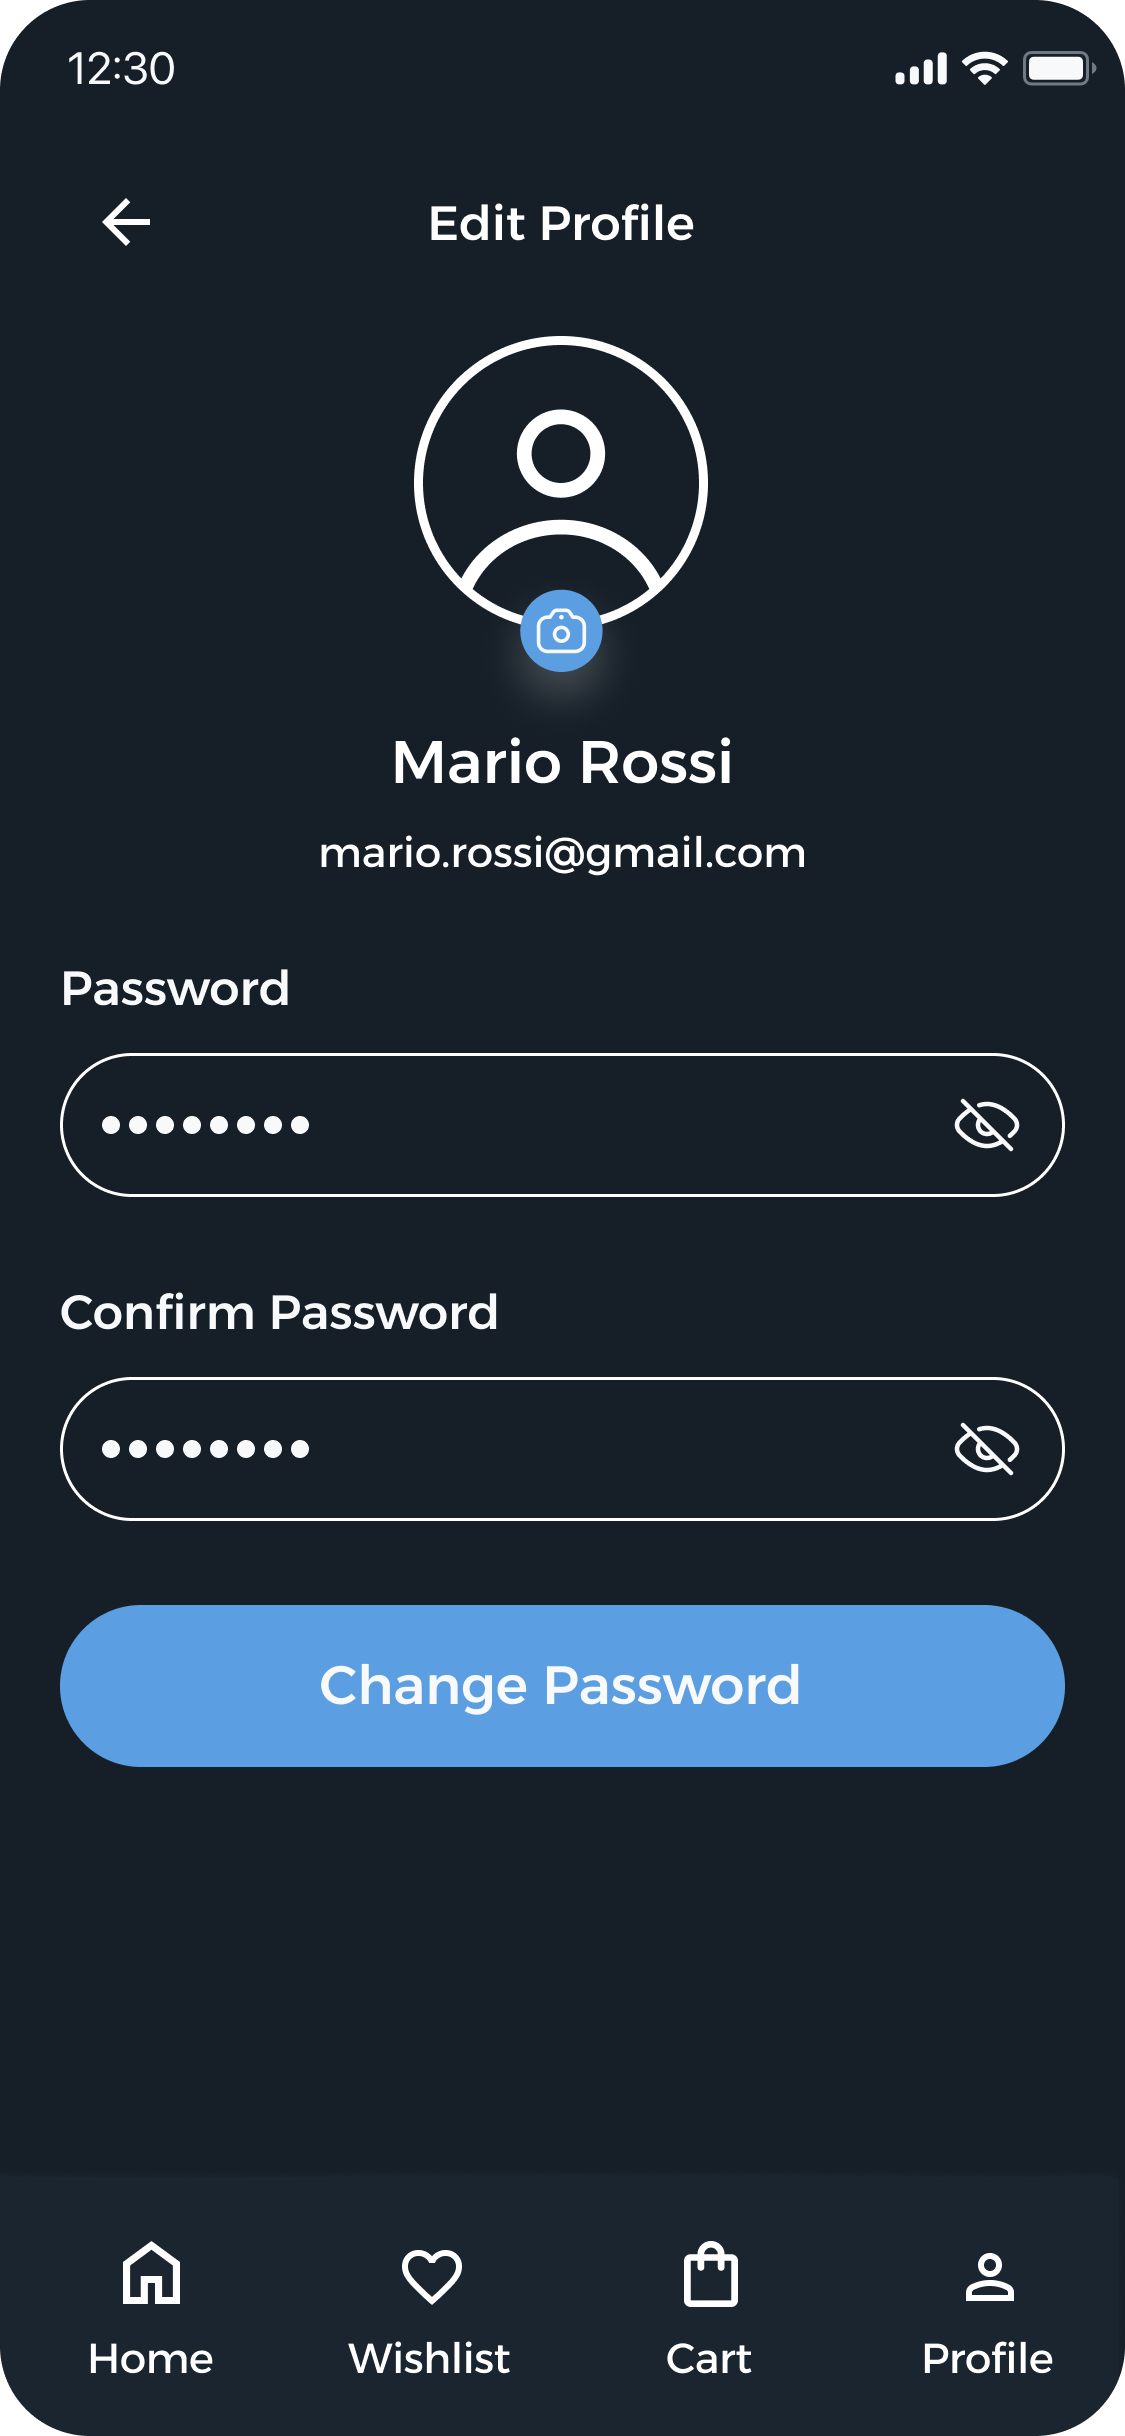 12:30
Edit Profile
Mario Rossi
mario.rossi@gmail.com
Password
••••••••
Confirm Password
••••••••
Change Password
Home
Wishlist
Cart
Profile